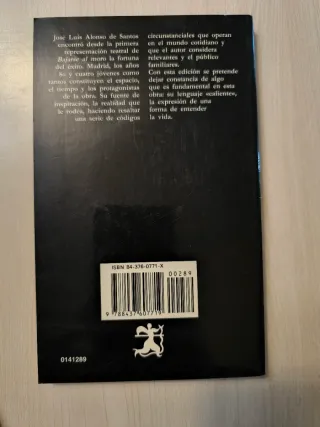 José Luis Alonso de Santos
encontró desde la primera
representación teatral de
Bajarse al moro la fortuna
del éxito. Madrid, los años
80 y cuatro jóvenes como
tantos constituyen el espacio,
el tiempo y los protagonistas
de la obra. Su fuente de
inspiración, la realidad que
le rodea, haciendo resaltar
una serie de códigos
circunstanciales que operan
en el mundo cotidiano y
que el autor considera
relevantes y el público
familiares.
Con esta edición se pretende
dejar constancia de algo
que es fundamental en esta
obra: su lenguaje «caliente»,
la expresión de una
forma de entender
la vida.
ISBN 84-376-0771-X
00289
9 788437 607719
0141289